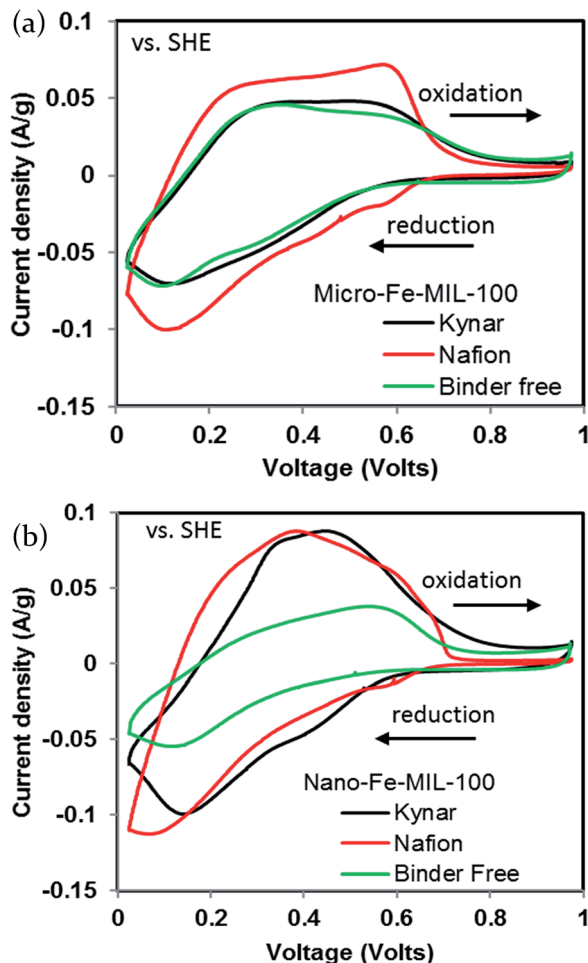 (a)
vs. SHE
0.1
0.05
0
-0.05
-0.1
-0.15
Current density (A/g)
oxidation
reduction
Micro-Fe-MIL-100
Kynar
Nafion
Binder free
0 0.2 0.4 0.6 0.8 1
Voltage (Volts)
(b)
vs. SHE
0.1
0.05
0
-0.05
-0.1
-0.15
Current density (A/g)
oxidation
reduction
Nano-Fe-MIL-100
Kynar
Nafion
Binder Free
0 0.2 0.4 0.6 0.8 1
Voltage (Volts)